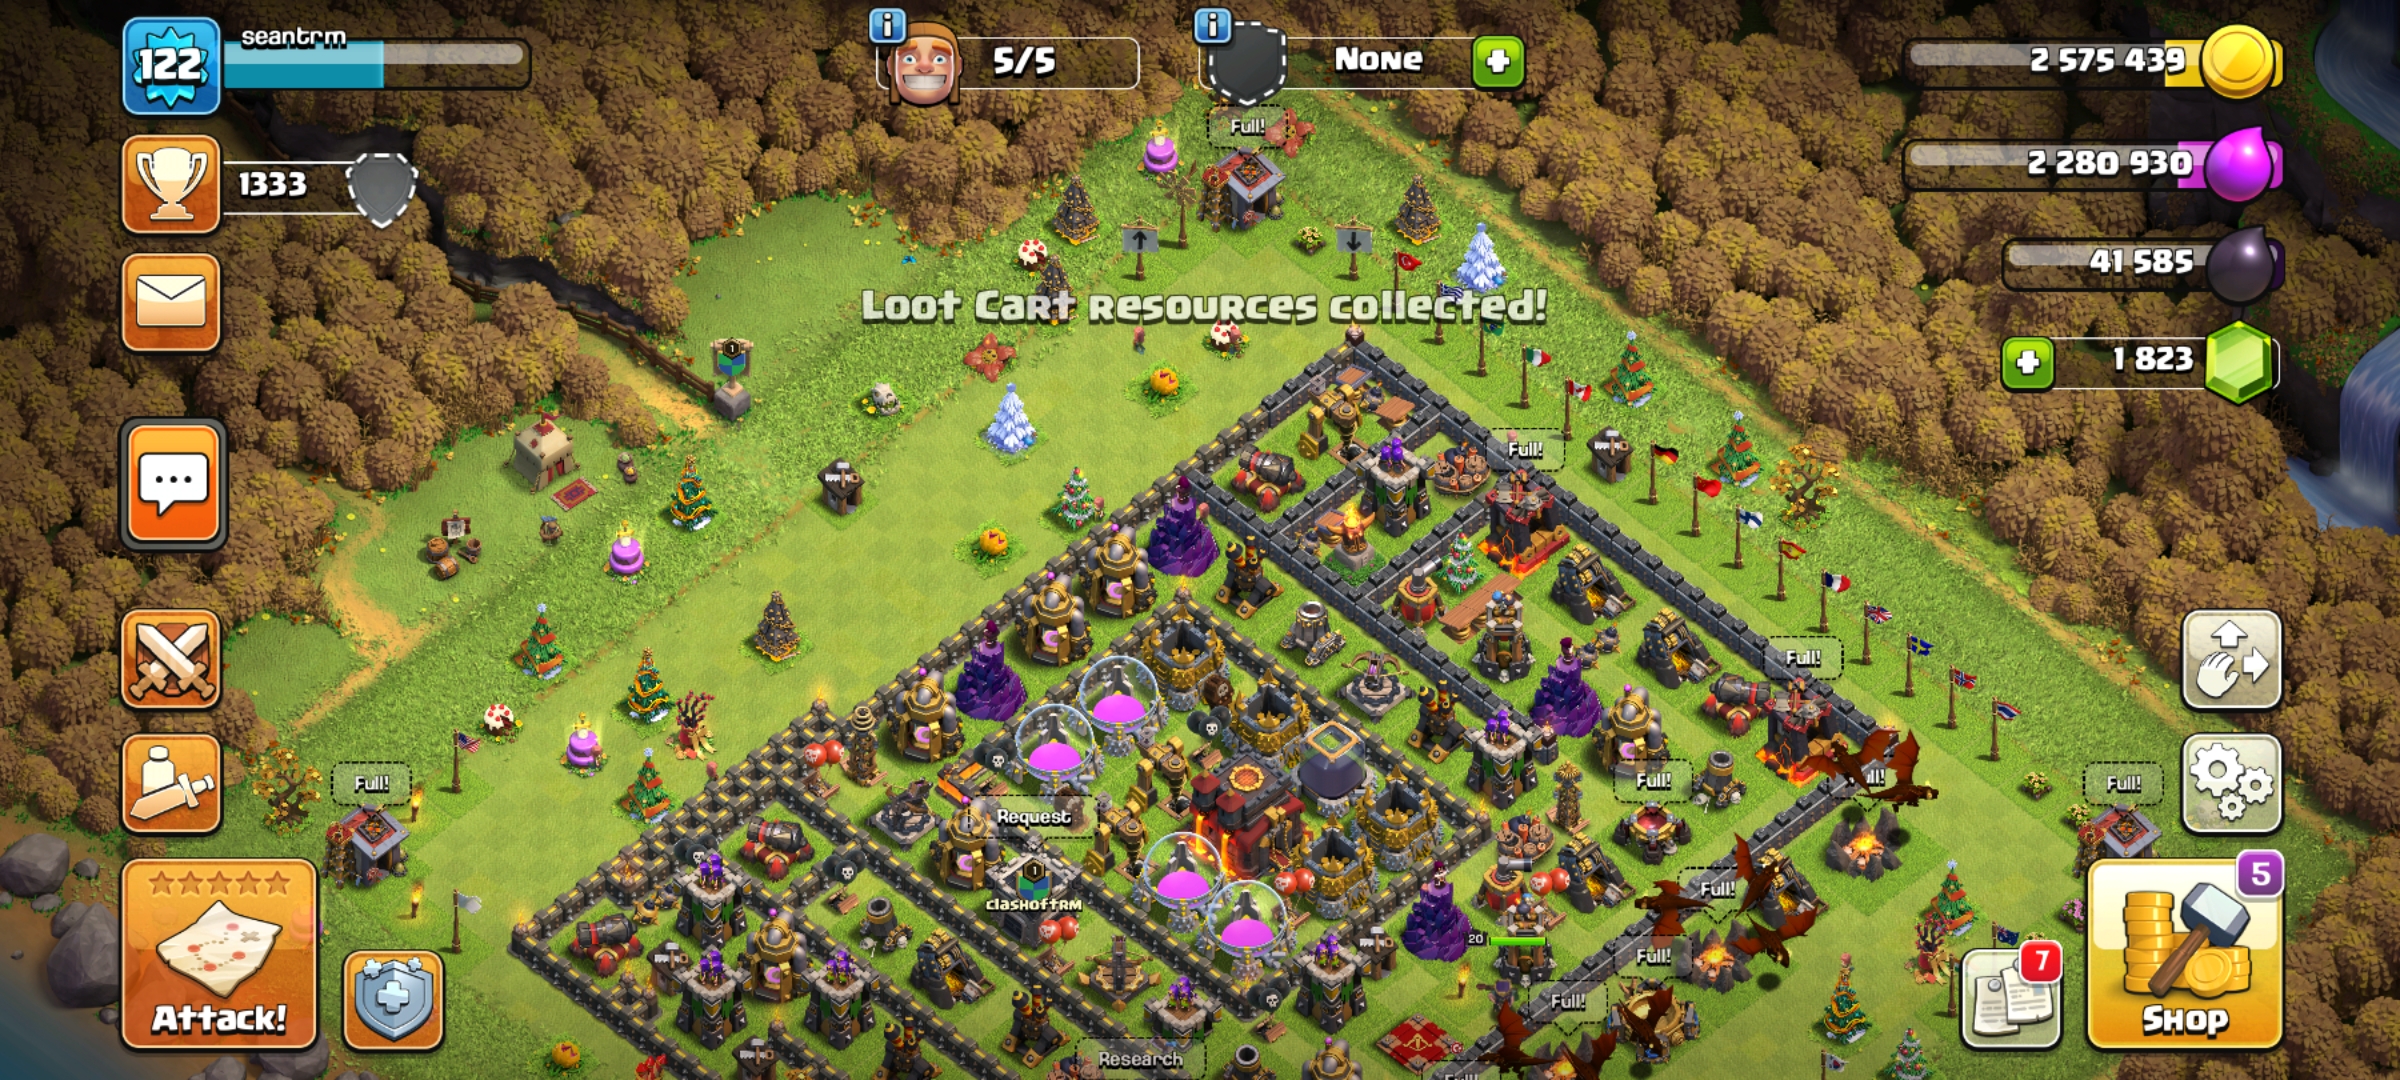 122
seantrm
5/5
None
2 575 439
Full!
1333
2 280 930
41 585
Loot Cart resources collected!
1 823
Full!
Full!
Full!
Full!
Full!
Request
5
Full!
clashoftrm
20
Full!
7
Full!
Attack!
Shop
Research